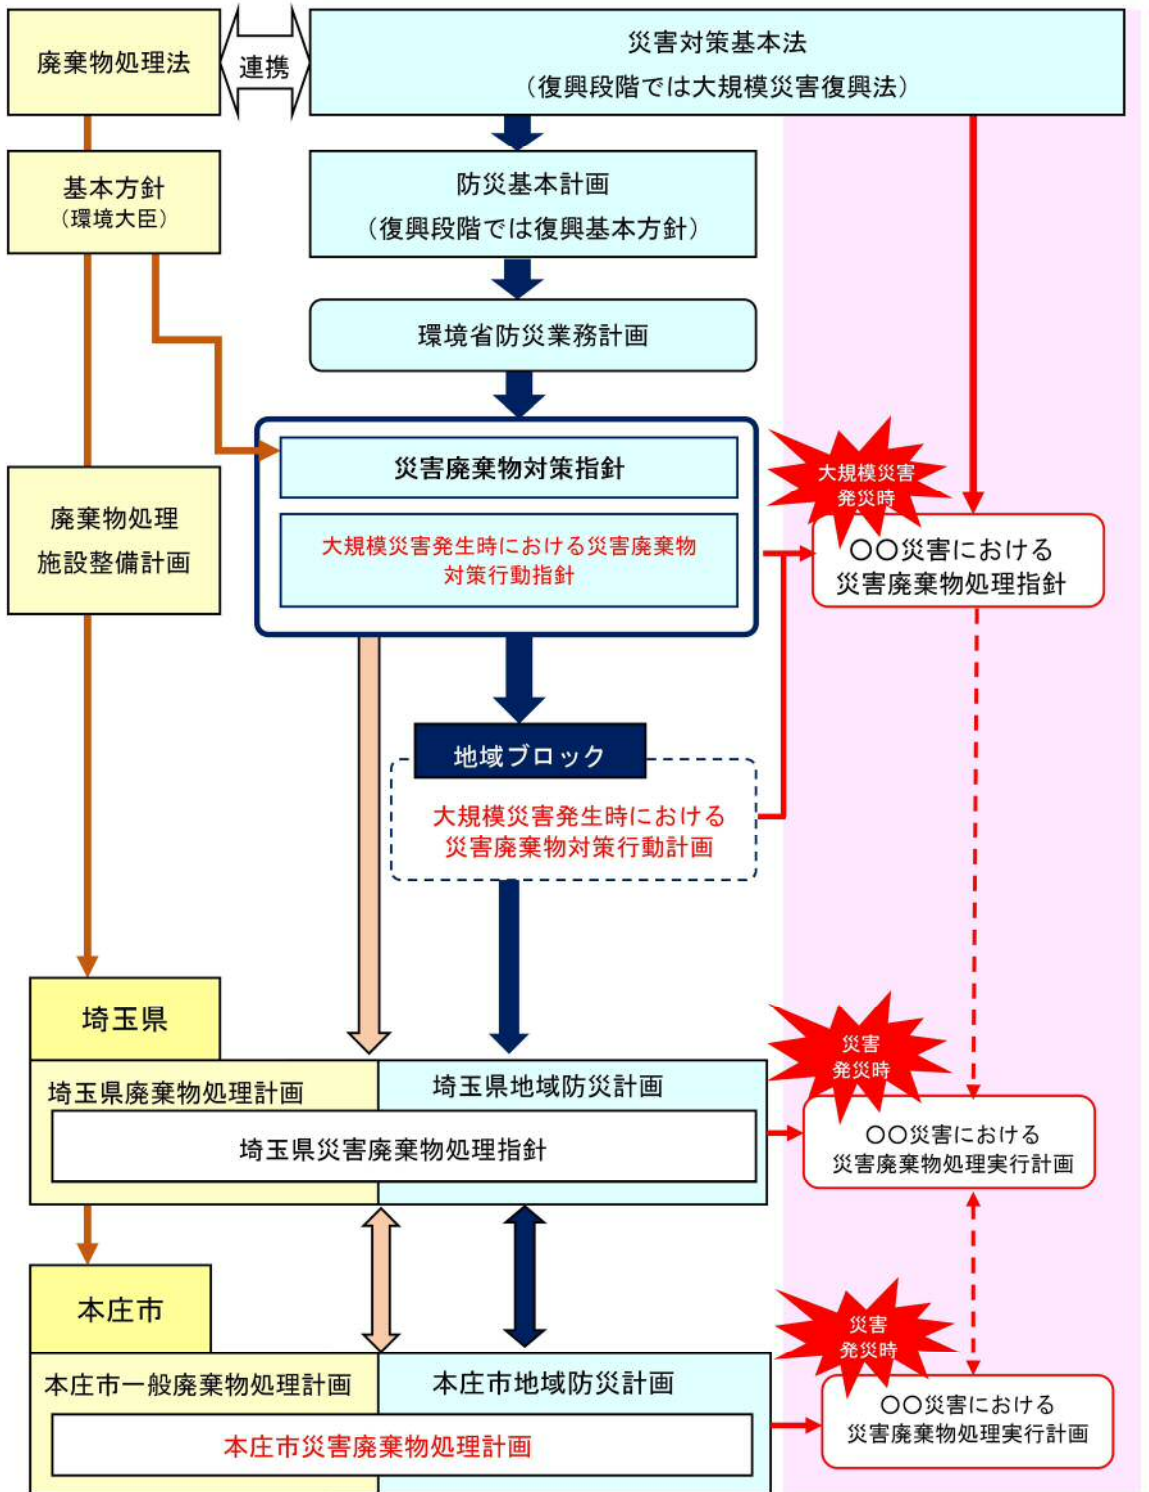 廃棄物処理法
連携
災害対策基本法
（復興段階では大規模災害復興法）
基本方針
（環境大臣）
防災基本計画
（復興段階では復興基本方針）
環境省防災業務計画
災害廃棄物対策指針
大規模災害発生時における災害廃棄物
対策行動指針
廃棄物処理
施設整備計画
大規模災害
発災時
〇〇災害における
災害廃棄物処理指針
地域ブロック
大規模災害発生時における
災害廃棄物対策行動計画
埼玉県
埼玉県廃棄物処理計画
埼玉県地域防災計画
埼玉県災害廃棄物処理指針
災害
発災時
〇〇災害における
災害廃棄物処理実行計画
本庄市
本庄市一般廃棄物処理計画
本庄市地域防災計画
本庄市災害廃棄物処理計画
災害
発災時
〇〇災害における
災害廃棄物処理実行計画